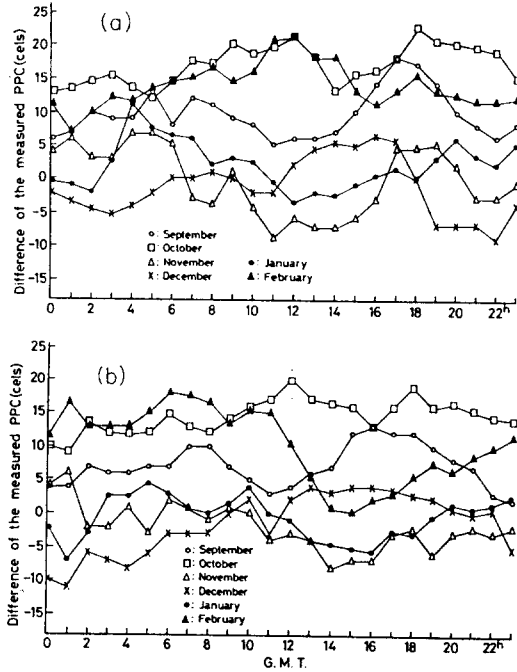 (a)
Difference of the measured PPC(cels)
25
20
15
10
5
0
-5
-10
-15
○: September
□: October
△: November
×: December
●: January
▲: February
0 2 4 6 8 10 12 14 16 18 20 22h
(b)
Difference of the measured PPC(cels)
25
20
15
10
5
0
-5
-10
-15
○: September
□: October
△: November
×: December
●: January
▲: February
0 2 4 6 8 10 12 14 16 18 20 22h
G.M.T.